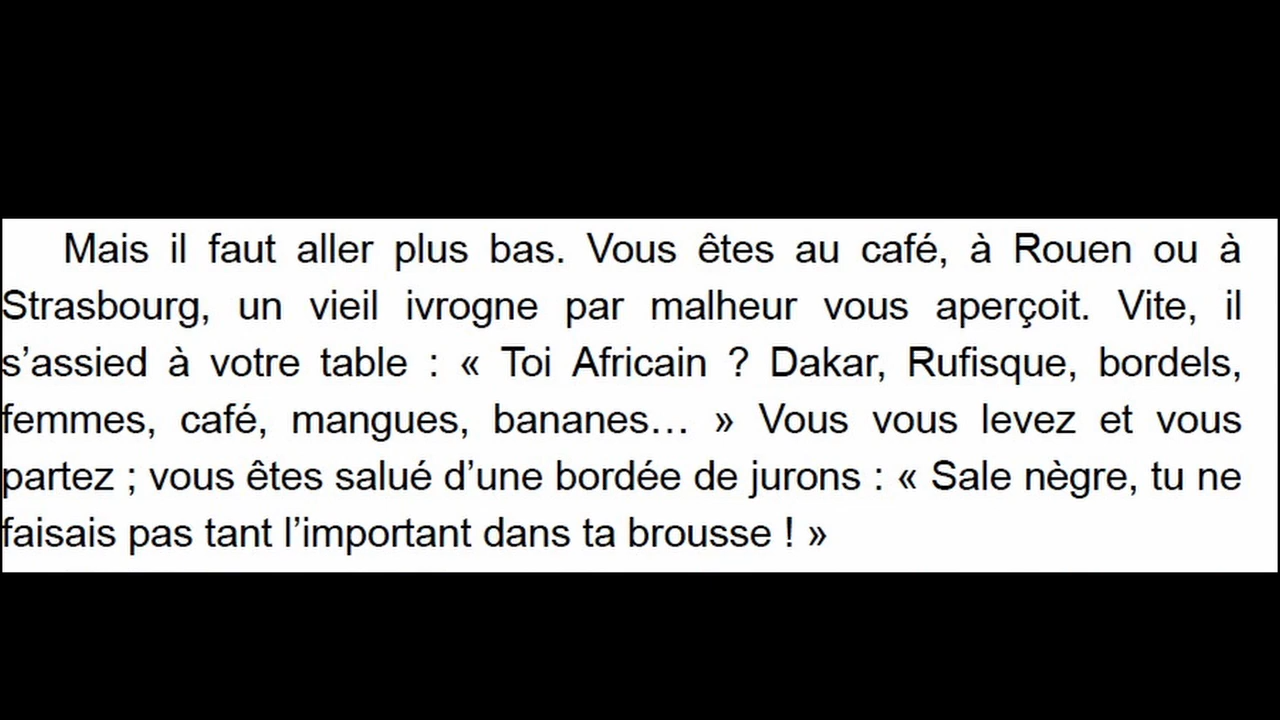 Mais il faut aller plus bas. Vous êtes au café, à Rouen ou à
Strasbourg, un vieil ivrogne par malheur vous aperçoit. Vite, il
s’assied à votre table : « Toi Africain ? Dakar, Rufisque, bordels,
femmes, café, mangues, bananes… » Vous vous levez et vous
partez ; vous êtes salué d’une bordée de jurons : « Sale nègre, tu ne
faisais pas tant l’important dans ta brousse ! »